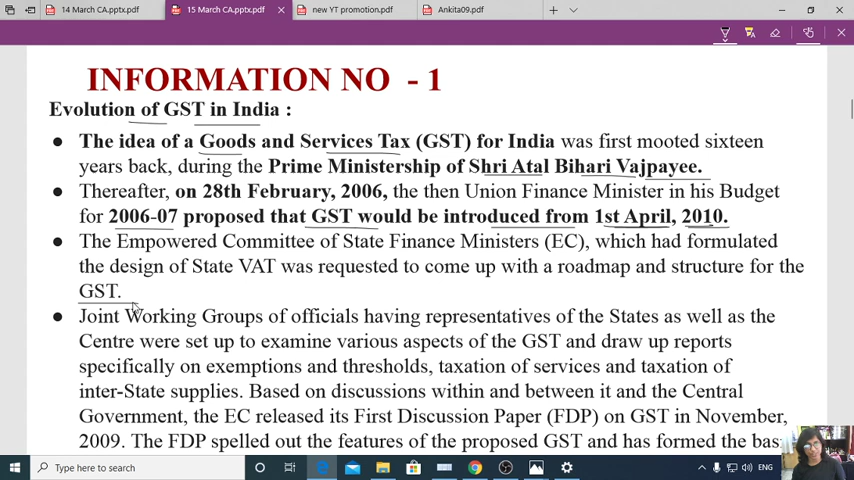 14 March CA.pptx.pdf
15 March CA.pptx.pdf
new YT promotion.pdf
Ankita09.pdf
INFORMATION NO - 1
Evolution of GST in India :
● The idea of a Goods and Services Tax (GST) for India was first mooted sixteen
years back, during the Prime Ministership of Shri Atal Bihari Vajpayee.
● Thereafter, on 28th February, 2006, the then Union Finance Minister in his Budget
for 2006-07 proposed that GST would be introduced from 1st April, 2010.
● The Empowered Committee of State Finance Ministers (EC), which had formulated
the design of State VAT was requested to come up with a roadmap and structure for the
GST.
● Joint Working Groups of officials having representatives of the States as well as the
Centre were set up to examine various aspects of the GST and draw up reports
specifically on exemptions and thresholds, taxation of services and taxation of
inter-State supplies. Based on discussions within and between it and the Central
Government, the EC released its First Discussion Paper (FDP) on GST in November,
2009. The FDP spelled out the features of the proposed GST and has formed the
Type here to search
ENG